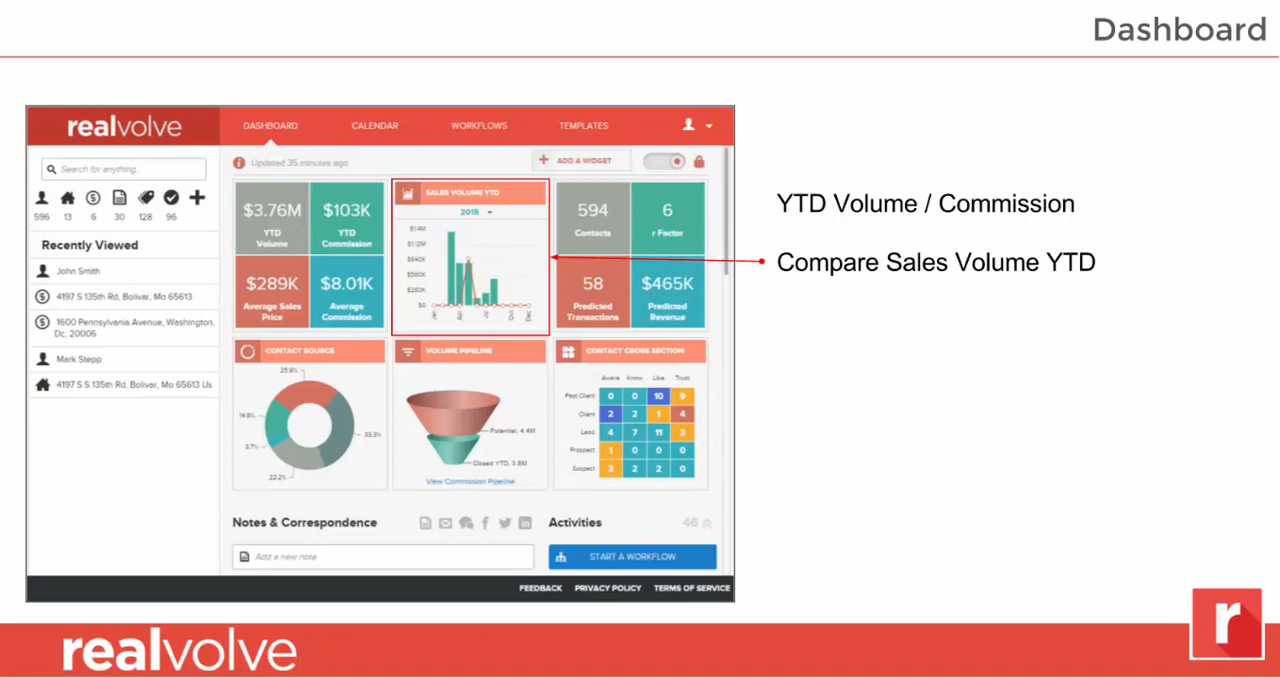 Dashboard
realvolve
DASHBOARD
CALENDAR
WORKFLOWS
TEMPLATES
Search for anything..
Updated 35 minutes ago
ADD A WIDGET
596
13
6
30
128
96
Recently Viewed
John Smith
4197 S 135th Rd, Bolivar, Mo 65613
1600 Pennsylvania Avenue, Washington,
Dc, 20006
Mark Stepp
4197 S S 135th Rd, Bolivar, Mo 65613 Us
$3.76M
YTD
Volume
$103K
YTD
Commission
$289K
Average Sales
Price
$8.01K
Average
Commission
SALES VOLUME YTD
2015
$1.4M
$1.12M
$840K
$560K
$280K
$0
Jan
Apr
Jul
Oct
Dec
594
Contacts
6
r Factor
58
Predicted
Transactions
$465K
Predicted
Revenue
YTD Volume / Commission
Compare Sales Volume YTD
CONTACT SOURCE
25.9%
14.8%
3.7%
22.2%
33.3%
VOLUME PIPELINE
Potential, 4.4M
Closed YTD, 3.8M
View Commission Pipeline
CONTACT CROSS SECTION
Aware Know Like Trust
Past Client 0 0 10 9
Client 2 2 1 4
Lead 4 7 11 3
Prospect 1 0 0 0
Suspect 3 2 2 0
Notes & Correspondence
Add a new note
Activities
46
START A WORKFLOW
FEEDBACK
PRIVACY POLICY
TERMS OF SERVICE
realvolve
r